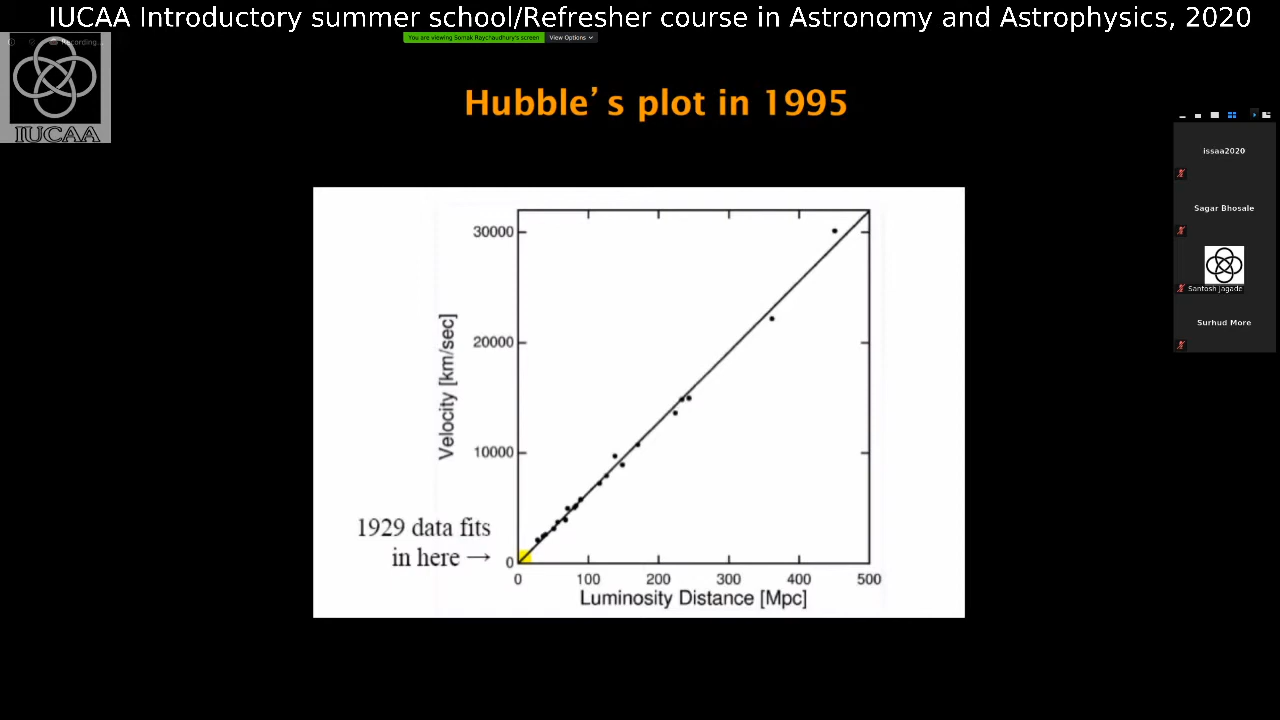 IUCAA Introductory summer school/Refresher course in Astronomy and Astrophysics, 2020
Recording...
You are viewing Somak Raychaudhury's screen
View Options
IUCAA
Hubble’s plot in 1995
issaa2020
Sagar Bhosale
Santosh Jagade
Surhud More
30000
20000
10000
0
Velocity [km/sec]
1929 data fits
in here →
0 100 200 300 400 500
Luminosity Distance [Mpc]